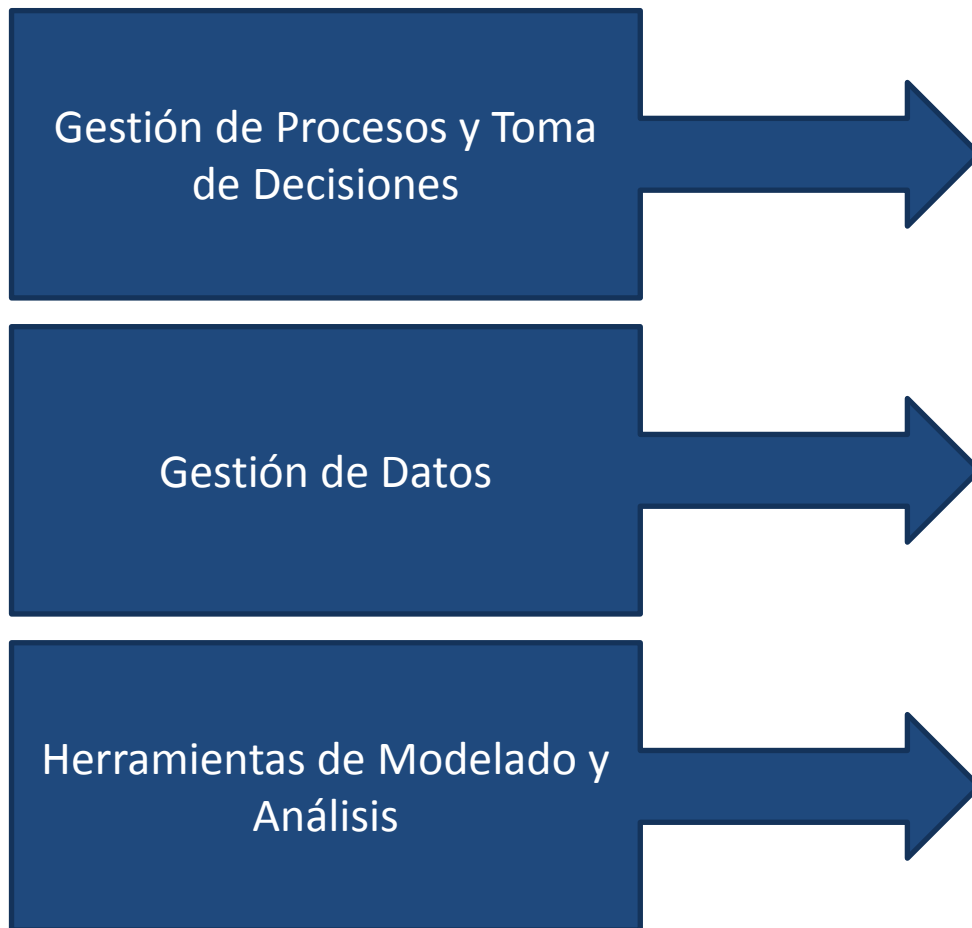 Gestión de Procesos y Toma
de Decisiones
Gestión de Datos
Herramientas de Modelado y
Análisis